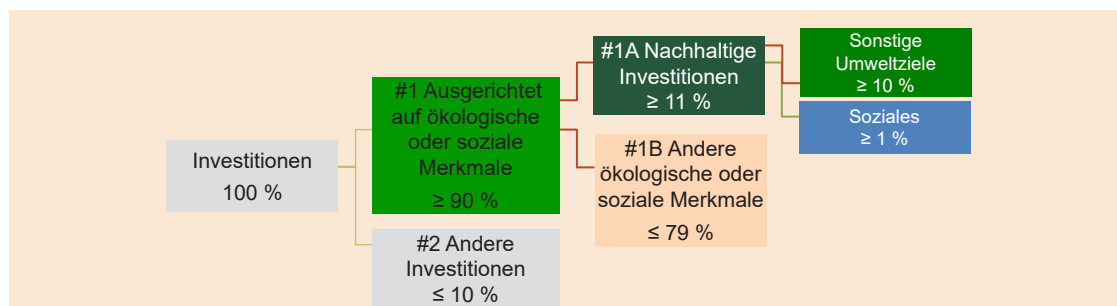 Investitionen
100 %
#1 Ausgerichtet
auf ökologische
oder soziale
Merkmale
≥ 90 %
#2 Andere
Investitionen
≤ 10 %
#1A Nachhaltige
Investitionen
≥ 11 %
#1B Andere
ökologische oder
soziale Merkmale
≤ 79 %
Sonstige
Umweltziele
≥ 10 %
Soziales
≥ 1 %